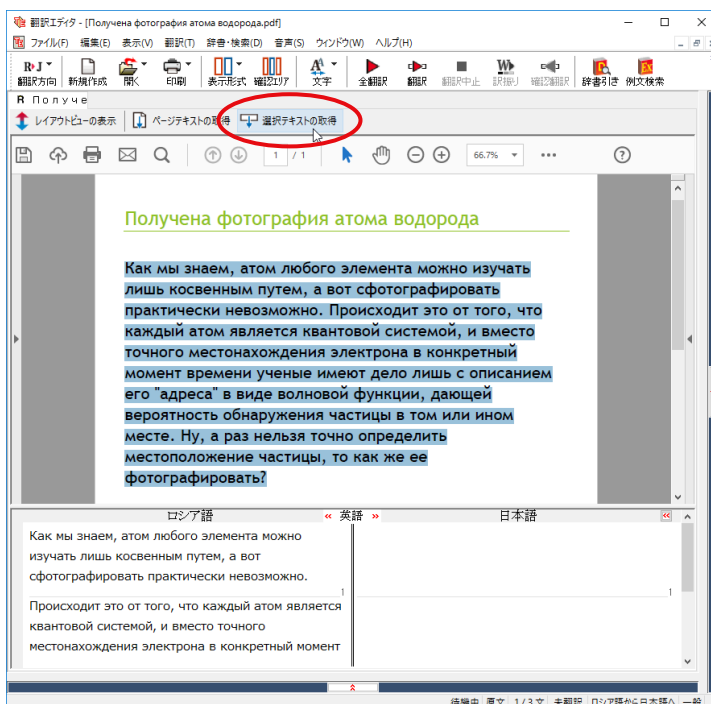 翻訳エディタ - [Получена фотография атома водорода.pdf]
ファイル(F) 編集(E) 表示(V) 翻訳(T) 辞書・検索(D) 音声(S) ウィンドウ(W) ヘルプ(H)
翻訳方向 新規作成 開く 印刷 表示形式 確認エリア 文字 全翻訳 翻訳 翻訳中止 訳振り 確認翻訳 辞書引き 例文検索
R Получе
レイアウトビューの表示 ページテキストの取得 選択テキストの取得
1 / 1 66.7%
Получена фотография атома водорода
Как мы знаем, атом любого элемента можно изучать
лишь косвенным путем, а вот сфотографировать
практически невозможно. Происходит это от того, что
каждый атом является квантовой системой, и вместо
точного местонахождения электрона в конкретный
момент времени ученые имеют дело лишь с описанием
его "адреса" в виде волновой функции, дающей
вероятность обнаружения частицы в том или ином
месте. Ну, а раз нельзя точно определить
местоположение частицы, то как же ее
фотографировать?
ロシア語 « 英語 » 日本語 «
Как мы знаем, атом любого элемента можно
изучать лишь косвенным путем, а вот
сфотографировать практически невозможно.
1 1
Происходит это от того, что каждый атом является
квантовой системой, и вместо точного
местонахождения электрона в конкретный момент
待機中 原文 1 / 3 文 未翻訳 ロシア語から日本語へ 一般